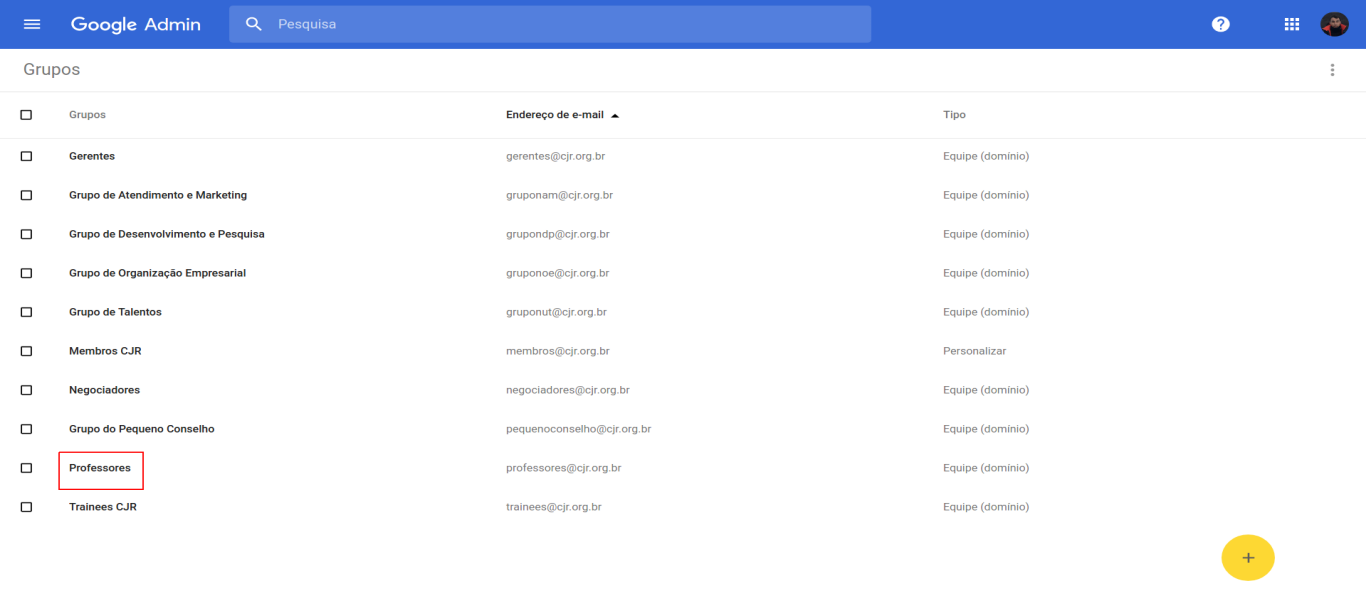 Google Admin Pesquisa ?
Grupos
Grupos Endereço de e-mail Tipo
Gerentes gerentes@cjr.org.br Equipe (domínio)
Grupo de Atendimento e Marketing gruponam@cjr.org.br Equipe (domínio)
Grupo de Desenvolvimento e Pesquisa grupondp@cjr.org.br Equipe (domínio)
Grupo de Organização Empresarial gruponoe@cjr.org.br Equipe (domínio)
Grupo de Talentos gruponut@cjr.org.br Equipe (domínio)
Membros CJR membros@cjr.org.br Personalizar
Negociadores negociadores@cjr.org.br Equipe (domínio)
Grupo do Pequeno Conselho pequenoconselho@cjr.org.br Equipe (domínio)
Professores professores@cjr.org.br Equipe (domínio)
Trainees CJR trainees@cjr.org.br Equipe (domínio)
+